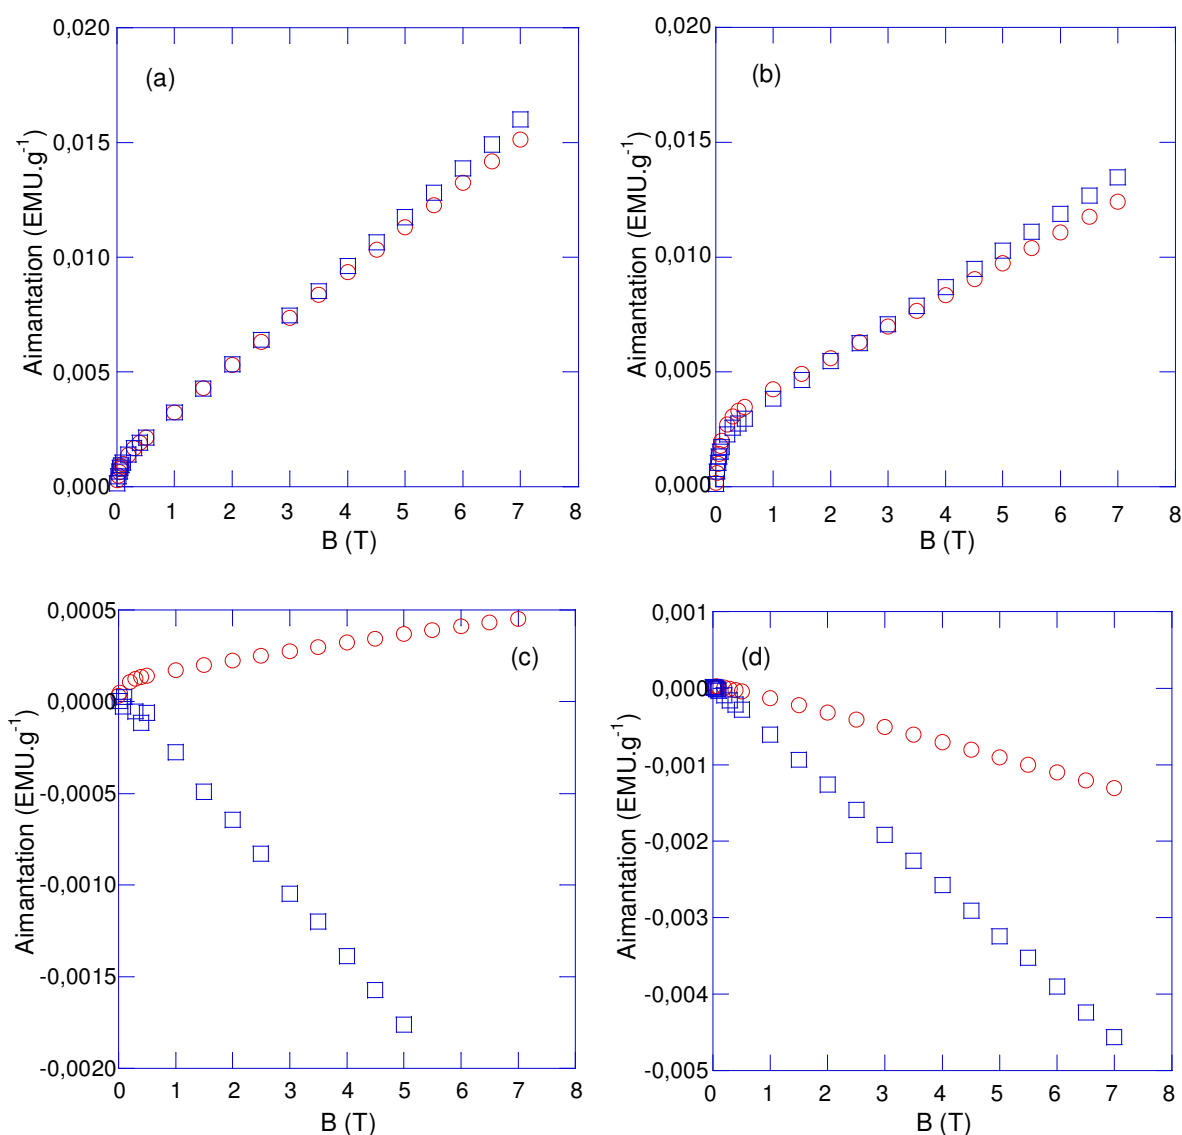 (a)
Aimantation (EMU.g-1)
0,020
0,015
0,010
0,005
0,000
0 1 2 3 4 5 6 7 8
B (T)
(b)
Aimantation (EMU.g-1)
0,020
0,015
0,010
0,005
0,000
0 1 2 3 4 5 6 7 8
B (T)
(c)
Aimantation (EMU.g-1)
0,0005
0,0000
-0,0005
-0,0010
-0,0015
-0,0020
0 1 2 3 4 5 6 7 8
B (T)
(d)
Aimantation (EMU.g-1)
0,001
0,000
-0,001
-0,002
-0,003
-0,004
-0,005
0 1 2 3 4 5 6 7 8
B (T)